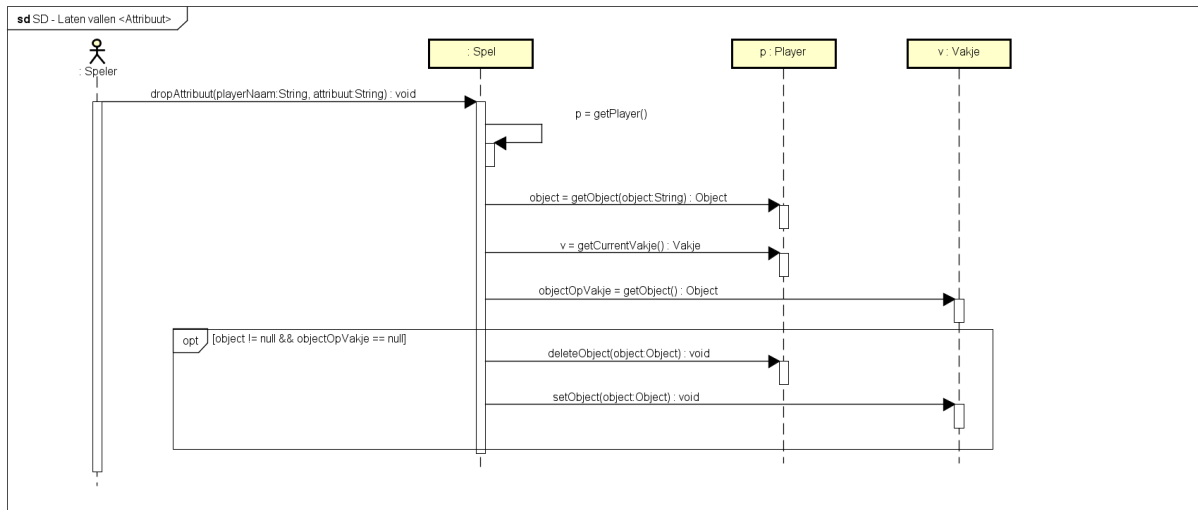 sd SD - Laten vallen <Attribuut>
: Speler
: Spel
p : Player
v : Vakje
dropAttribuut(playerNaam:String, attribuut:String) : void
p = getPlayer()
object = getObject(object:String) : Object
v = getCurrentVakje() : Vakje
objectOpVakje = getObject() : Object
opt [object != null && objectOpVakje == null]
deleteObject(object:Object) : void
setObject(object:Object) : void